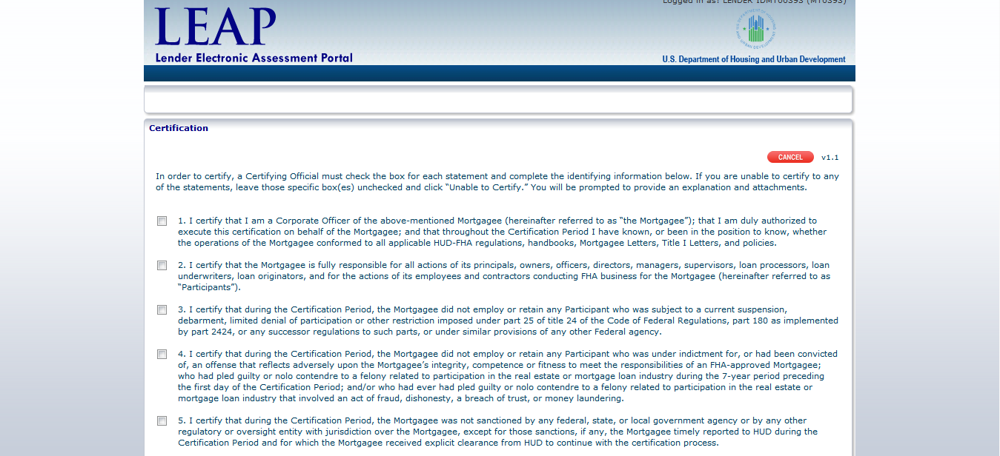 Logged in as: LENDER IDMT00393 (MT0393)
LEAP
Lender Electronic Assessment Portal
U.S. Department of Housing and Urban Development
Certification
CANCEL v1.1
In order to certify, a Certifying Official must check the box for each statement and complete the identifying information below. If you are unable to certify to any
of the statements, leave those specific box(es) unchecked and click “Unable to Certify.” You will be prompted to provide an explanation and attachments.
1. I certify that I am a Corporate Officer of the above-mentioned Mortgagee (hereinafter referred to as “the Mortgagee”); that I am duly authorized to
execute this certification on behalf of the Mortgagee; and that throughout the Certification Period I have known, or been in the position to know, whether
the operations of the Mortgagee conformed to all applicable HUD-FHA regulations, handbooks, Mortgagee Letters, Title I Letters, and policies.
2. I certify that the Mortgagee is fully responsible for all actions of its principals, owners, officers, directors, managers, supervisors, loan processors, loan
underwriters, loan originators, and for the actions of its employees and contractors conducting FHA business for the Mortgagee (hereinafter referred to as
“Participants”).
3. I certify that during the Certification Period, the Mortgagee did not employ or retain any Participant who was subject to a current suspension,
debarment, limited denial of participation or other restriction imposed under part 25 of title 24 of the Code of Federal Regulations, part 180 as implemented
by part 2424, or any successor regulations to such parts, or under similar provisions of any other Federal agency.
4. I certify that during the Certification Period, the Mortgagee did not employ or retain any Participant who was under indictment for, or had been convicted
of, an offense that reflects adversely upon the Mortgagee’s integrity, competence or fitness to meet the responsibilities of an FHA-approved Mortgagee;
who had pled guilty or nolo contendre to a felony related to participation in the real estate or mortgage loan industry during the 7-year period preceding
the first day of the Certification Period; and/or who had ever had pled guilty or nolo contendre to a felony related to participation in the real estate or
mortgage loan industry that involved an act of fraud, dishonesty, a breach of trust, or money laundering.
5. I certify that during the Certification Period, the Mortgagee was not sanctioned by any federal, state, or local government agency or by any other
regulatory or oversight entity with jurisdiction over the Mortgagee, except for those sanctions, if any, the Mortgagee timely reported to HUD during the
Certification Period and for which the Mortgagee received explicit clearance from HUD to continue with the certification process.